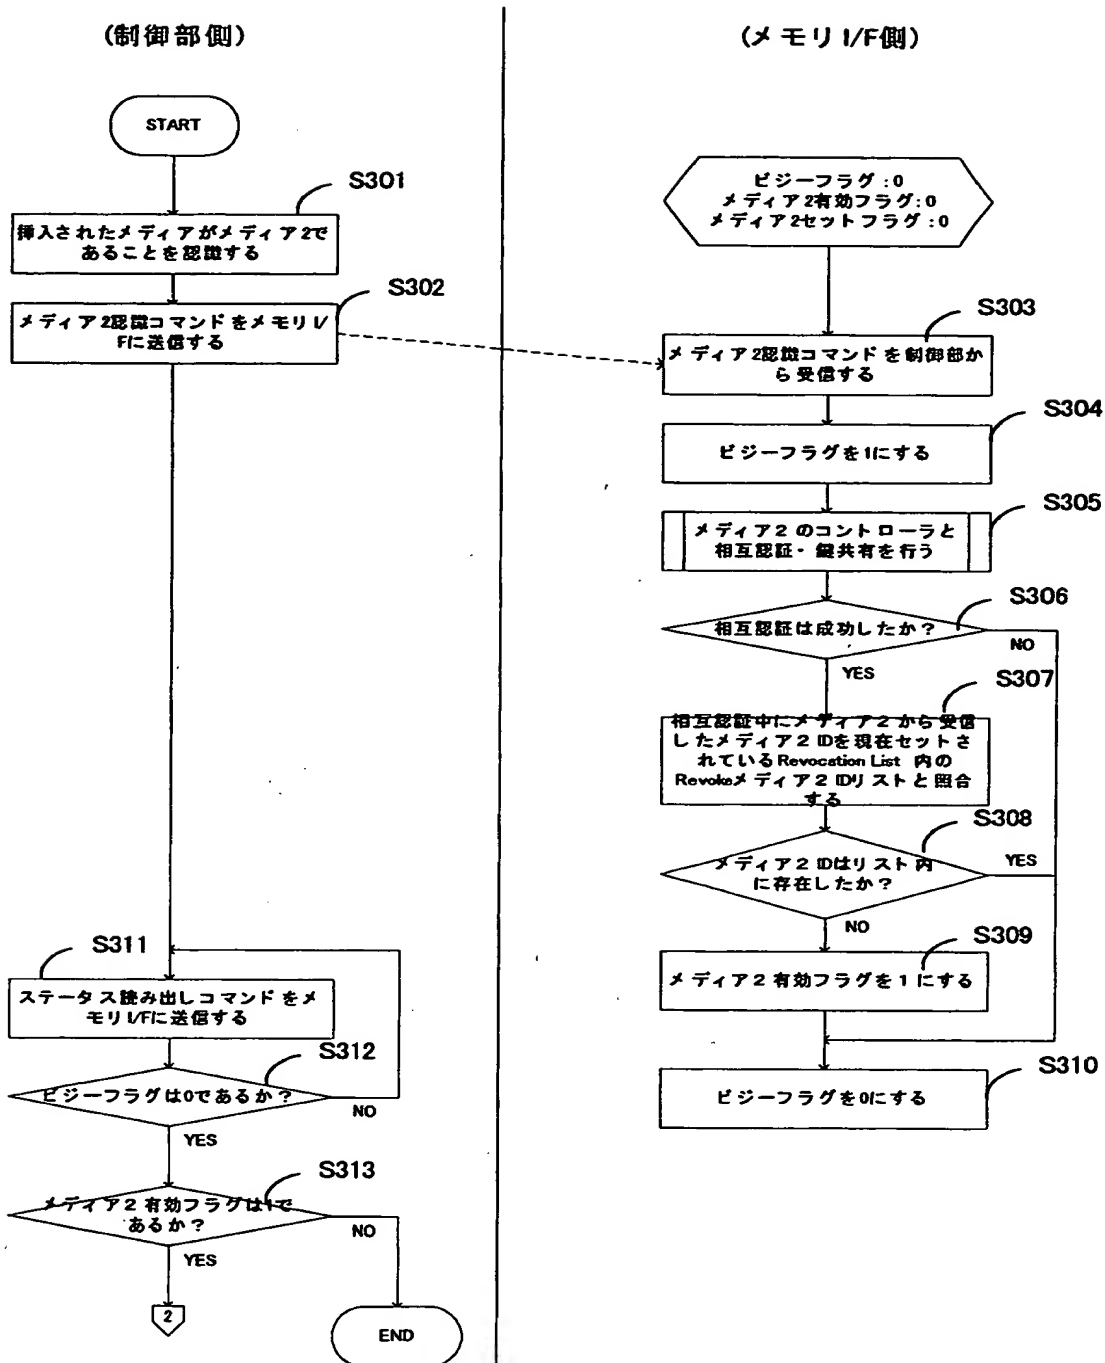 (制御部側)
START
S301
挿入されたメディアがメディア2で
あることを認識する
S302
メディア2認識コマンドをメモリI/
Fに送信する
S311
ステータス読み出しコマンドをメ
モリI/Fに送信する
S312
ビジーフラグは0であるか?
NO
YES
S313
メディア2有効フラグは1で
あるか?
NO
YES
2
END
(メモリI/F側)
ビジーフラグ:0
メディア2有効フラグ:0
メディア2セットフラグ:0
S303
メディア2認識コマンドを制御部か
ら受信する
S304
ビジーフラグを1にする
S305
メディア2のコントローラと
相互認証・鍵共有を行う
S306
相互認証は成功したか?
NO
YES
S307
相互認証中にメディア2から受信
したメディア2IDを現在セットさ
れているRevocation List 内の
Revokeメディア2IDリストと照合
する
S308
メディア2IDはリスト内
に存在したか?
YES
NO
S309
メディア2有効フラグを1にする
S310
ビジーフラグを0にする